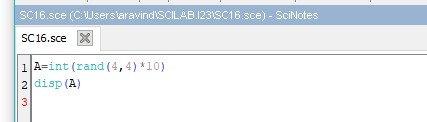 SC16.sce (C:\Users\aravind\SCILAB.I23\SC16.sce) - SciNotes
SC16.sce
1 A=int(rand(4,4)*10)
2 disp(A)
3